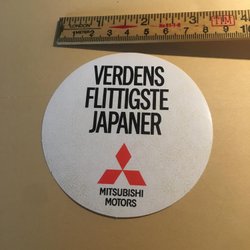 VERDENS
FLITTIGSTE
JAPANER
MITSUBISHI
MOTORS